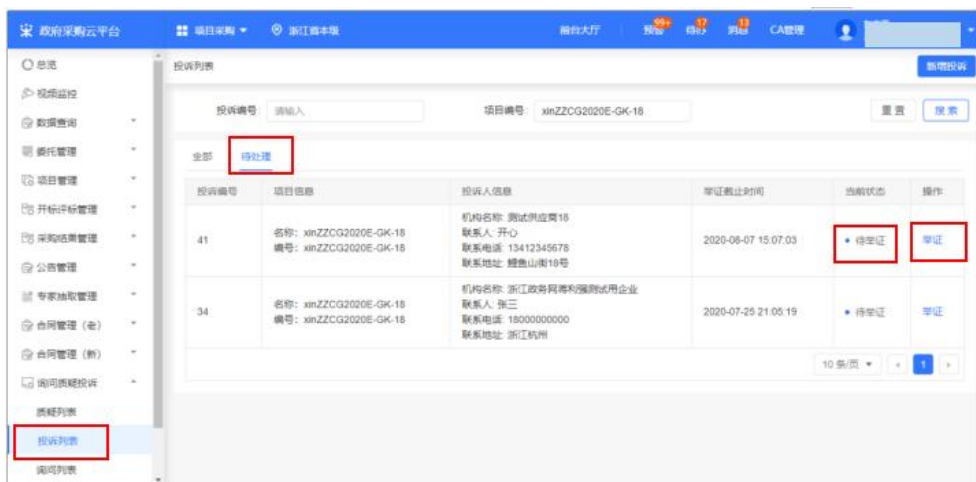 政府采购云平台
项目采购
浙江省本级
前台大厅
预警
99+
待办
17
消息
13
CA管理
总览
视频监控
数据查询
委托管理
项目管理
开标评标管理
采购结果管理
公告管理
专家抽取管理
合同管理（老）
合同管理（新）
询问质疑投诉
质疑列表
投诉列表
询问列表
投诉列表
新增投诉
投诉编号： 请输入
项目编号： xinZZCG2020E-GK-18
重置 搜索
全部 待处理
投诉编号 项目信息 投诉人信息 举证截止时间 当前状态 操作
41
名称：xinZZCG2020E-GK-18
编号：xinZZCG2020E-GK-18
机构名称: 测试供应商18
联系人: 开心
联系电话: 13412345678
联系地址: 鲤鱼山街18号
2020-08-07 15:07:03
待举证
举证
34
名称：xinZZCG2020E-GK-18
编号：xinZZCG2020E-GK-18
机构名称: 浙江政务网得利强测试用企业
联系人: 张三
联系电话: 18000000000
联系地址: 浙江杭州
2020-07-25 21:05:19
待举证
举证
10 条/页
1